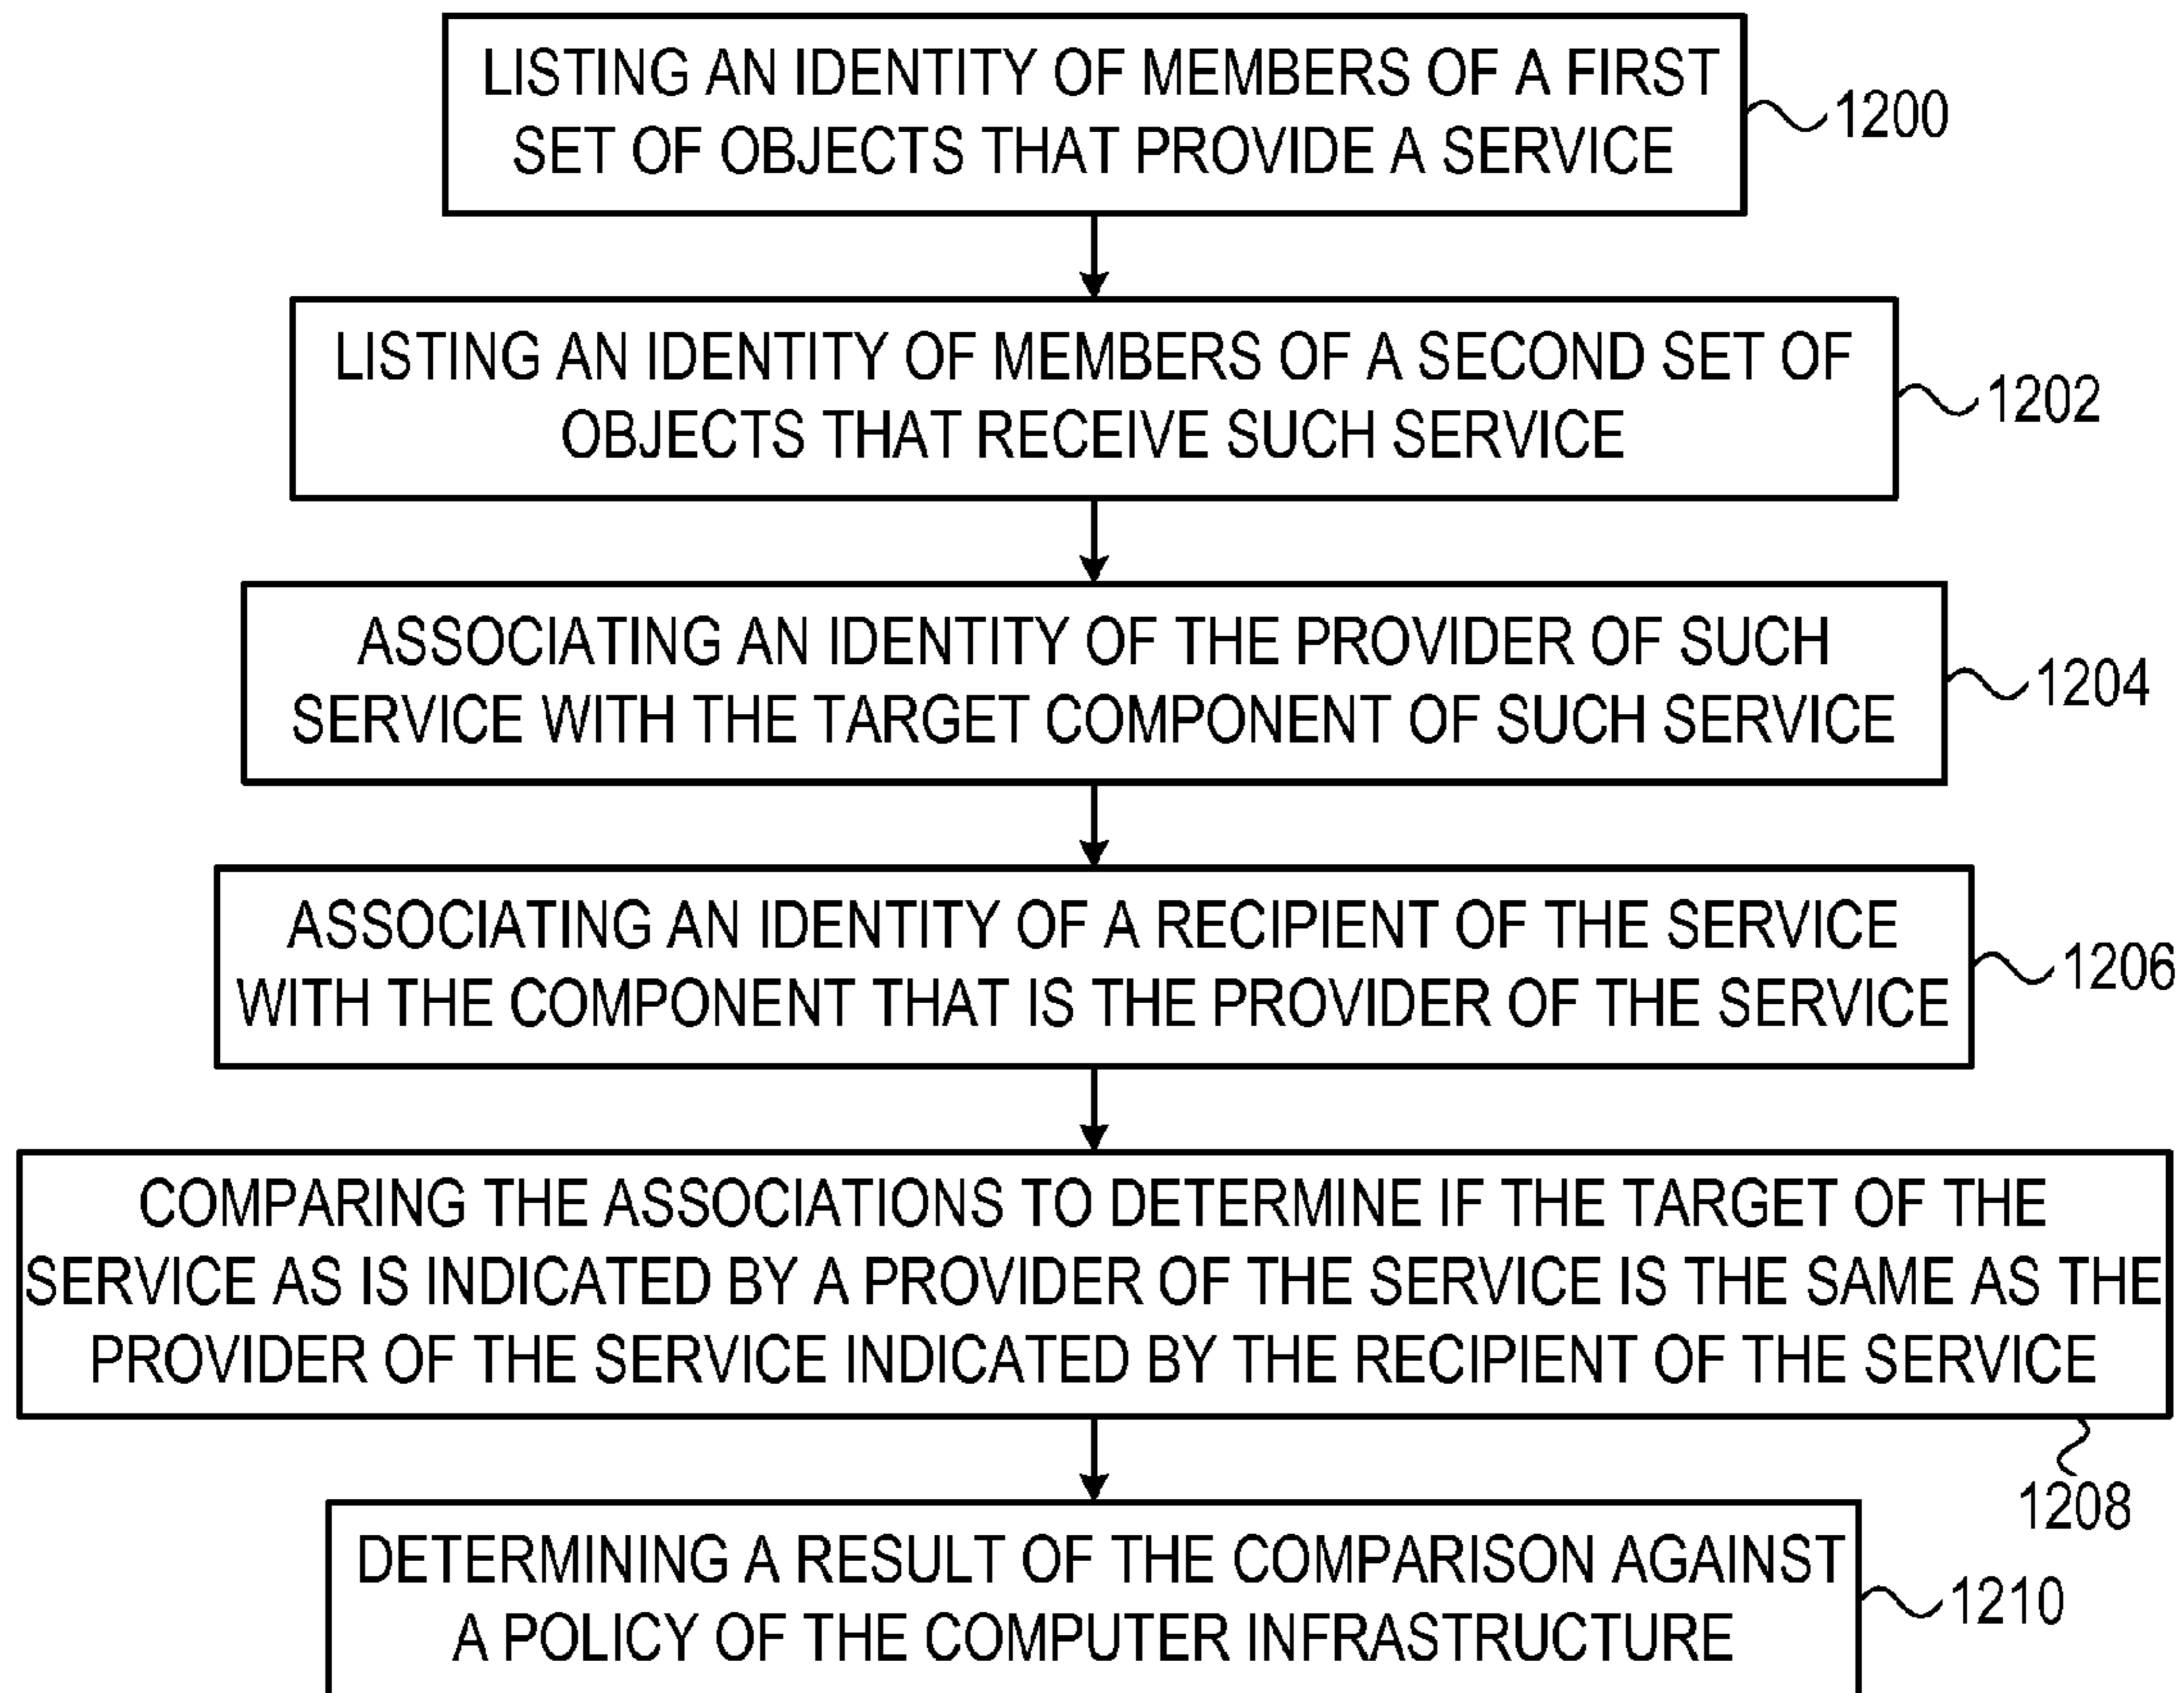 LISTING AN IDENTITY OF MEMBERS OF A FIRST
SET OF OBJECTS THAT PROVIDE A SERVICE
1200
LISTING AN IDENTITY OF MEMBERS OF A SECOND SET OF
OBJECTS THAT RECEIVE SUCH SERVICE
1202
ASSOCIATING AN IDENTITY OF THE PROVIDER OF SUCH
SERVICE WITH THE TARGET COMPONENT OF SUCH SERVICE
1204
ASSOCIATING AN IDENTITY OF A RECIPIENT OF THE SERVICE
WITH THE COMPONENT THAT IS THE PROVIDER OF THE SERVICE
1206
COMPARING THE ASSOCIATIONS TO DETERMINE IF THE TARGET OF THE
SERVICE AS IS INDICATED BY A PROVIDER OF THE SERVICE IS THE SAME AS THE
PROVIDER OF THE SERVICE INDICATED BY THE RECIPIENT OF THE SERVICE
1208
DETERMINING A RESULT OF THE COMPARISON AGAINST
A POLICY OF THE COMPUTER INFRASTRUCTURE
1210